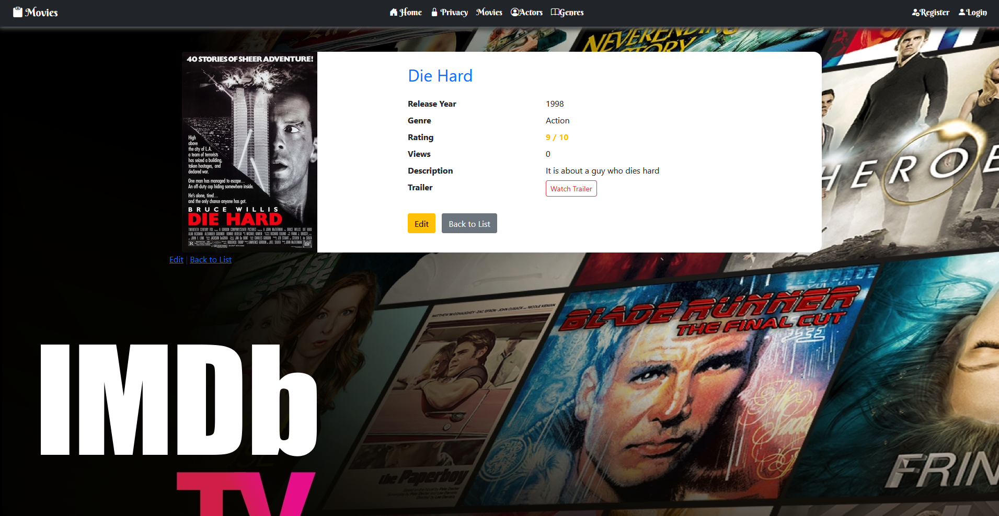 Movies
Home Privacy Movies Actors Genres
Register Login
NEVERENDING
STORY
40 STORIES OF SHEER ADVENTURE!
High
above
the city of L.A.
a team of terrorists
has seized a building,
taken hostages, and
declared war.
One man has managed to escape...
An off-duty cop hiding somewhere inside.
He's alone, tired...
and the only chance anyone has got.
BRUCE WILLIS
DIE HARD
Die Hard
Release Year 1998
Genre Action
Rating 9 / 10
Views 0
Description It is about a guy who dies hard
Trailer Watch Trailer
Edit Back to List
Edit | Back to List
HEROE
THE
51ST
STATE
MATTHEW McCONAUGHEY ZAC EFRON JOHN CUSACK AND NICOLE KIDMAN
BLADE RUNNER
THE FINAL CUT
the Paperboy
FRIN
IMDb
TV